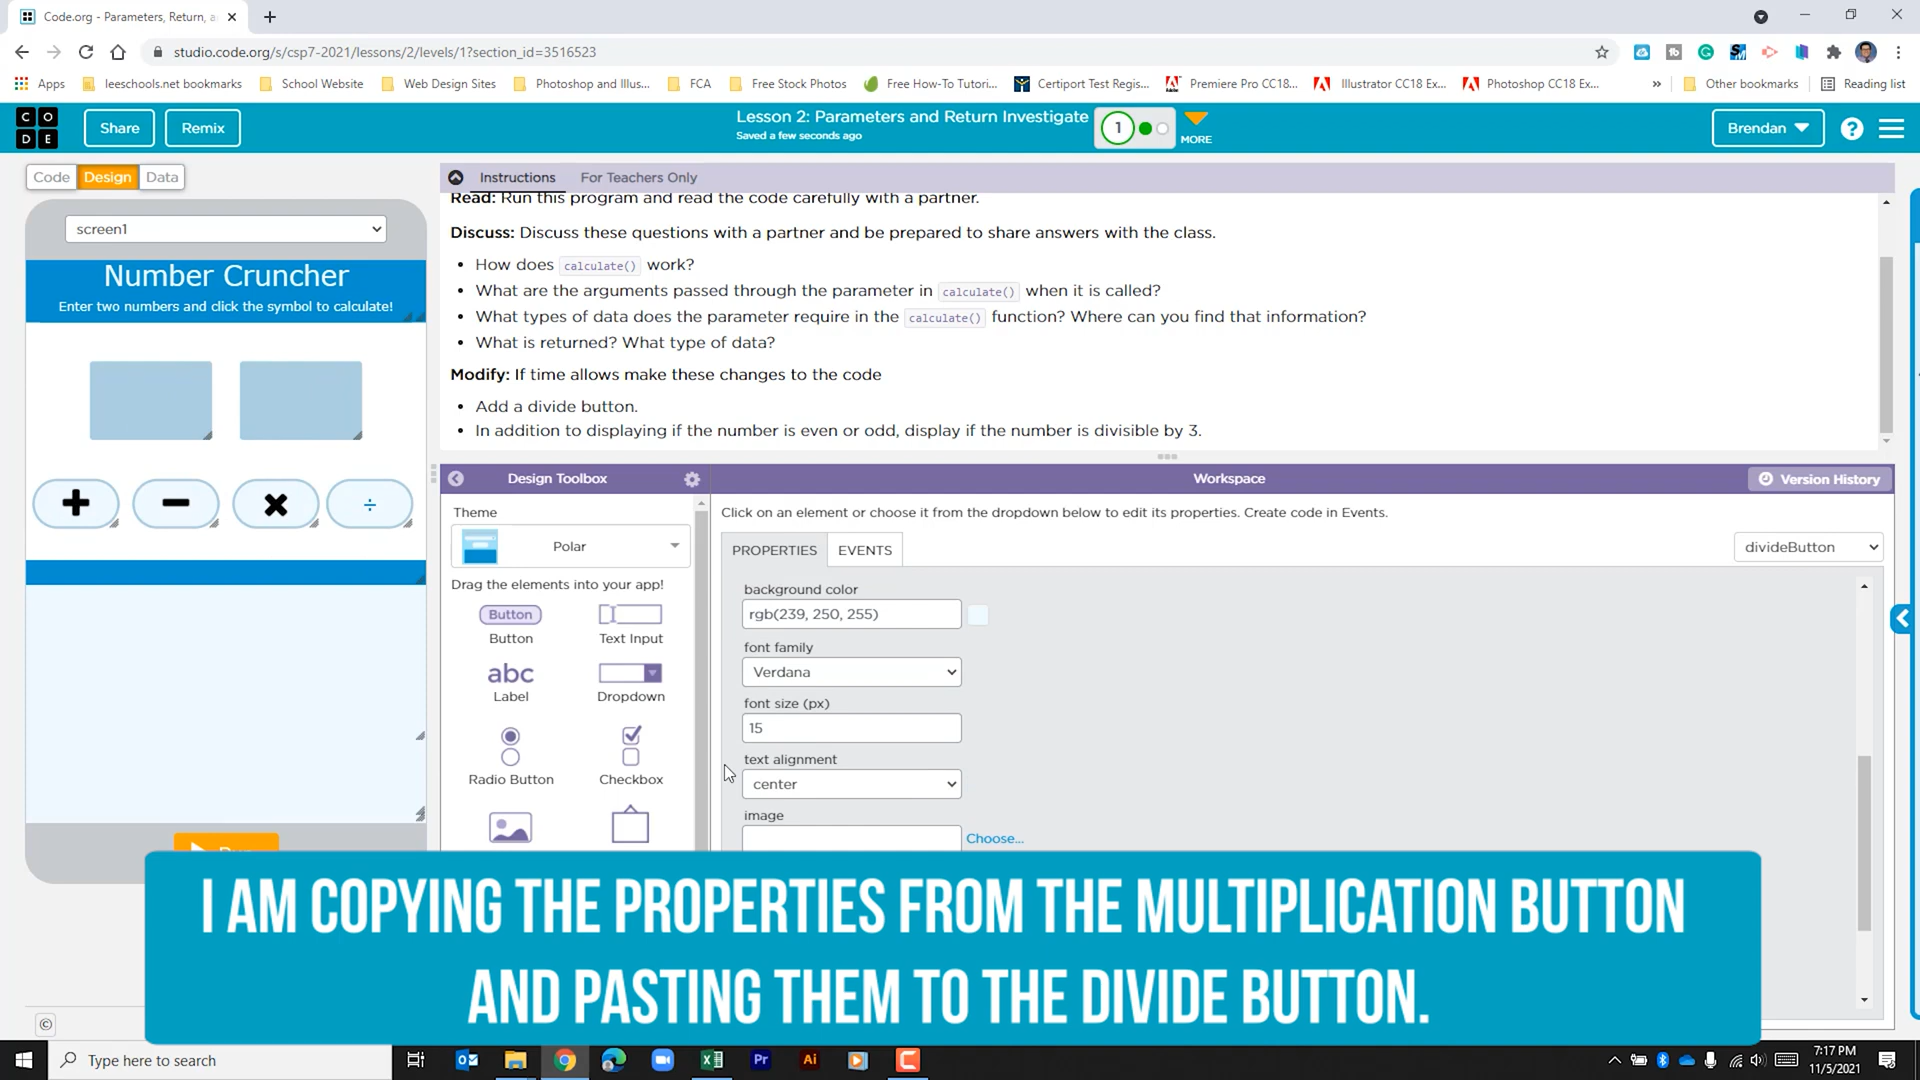 Code.org - Parameters, Return, a
studio.code.org/s/csp7-2021/lessons/2/levels/1?section_id=3516523
Apps
leeschools.net bookmarks
School Website
Web Design Sites
Photoshop and Illus...
FCA
Free Stock Photos
Free How-To Tutori...
Certiport Test Regis...
Premiere Pro CC18...
Illustrator CC18 Ex...
Photoshop CC18 Ex...
»
Other bookmarks
Reading list
C O
D E
Share
Remix
Lesson 2: Parameters and Return Investigate
Saved a few seconds ago
1
MORE
Brendan
?
Code Design Data
Instructions
For Teachers Only
screen1
Number Cruncher
Enter two numbers and click the symbol to calculate!
+ − × ÷
Read: Run this program and read the code carefully with a partner.
Discuss: Discuss these questions with a partner and be prepared to share answers with the class.
• How does calculate() work?
• What are the arguments passed through the parameter in calculate() when it is called?
• What types of data does the parameter require in the calculate() function? Where can you find that information?
• What is returned? What type of data?
Modify: If time allows make these changes to the code
• Add a divide button.
• In addition to displaying if the number is even or odd, display if the number is divisible by 3.
Design Toolbox
Workspace
Version History
Theme
Polar
Drag the elements into your app!
Button
Button
Text Input
abc
Label
Dropdown
Radio Button
Checkbox
Click on an element or choose it from the dropdown below to edit its properties. Create code in Events.
PROPERTIES
EVENTS
divideButton
background color
rgb(239, 250, 255)
font family
Verdana
font size (px)
15
text alignment
center
image
Choose...
I AM COPYING THE PROPERTIES FROM THE MULTIPLICATION BUTTON
AND PASTING THEM TO THE DIVIDE BUTTON.
©
Type here to search
Pr
Ai
7:17 PM
11/5/2021